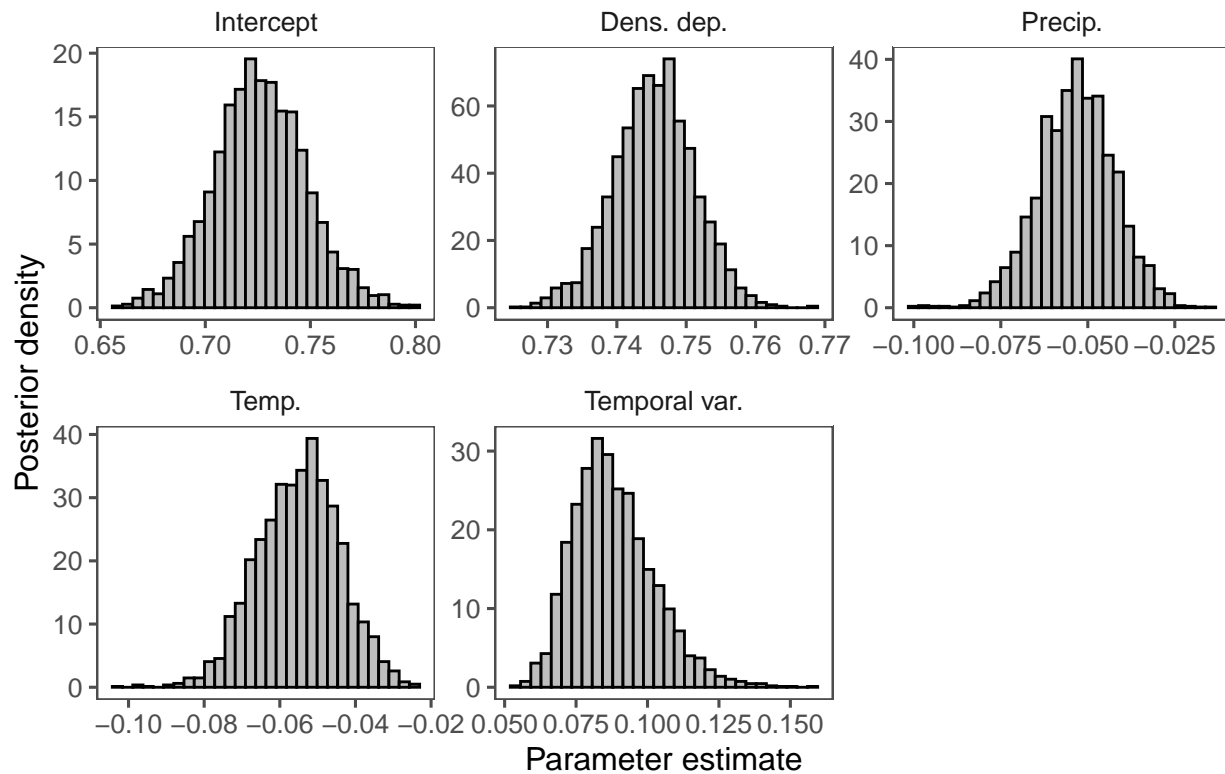 Intercept
Dens. dep.
Precip.
20
15
10
5
0
0.65 0.70 0.75 0.80
60
40
20
0
0.73 0.74 0.75 0.76 0.77
40
30
20
10
0
−0.100 −0.075 −0.050 −0.025
Temp.
Temporal var.
40
30
20
10
0
−0.10 −0.08 −0.06 −0.04 −0.02
30
20
10
0
0.050 0.075 0.100 0.125 0.150
Posterior density
Parameter estimate